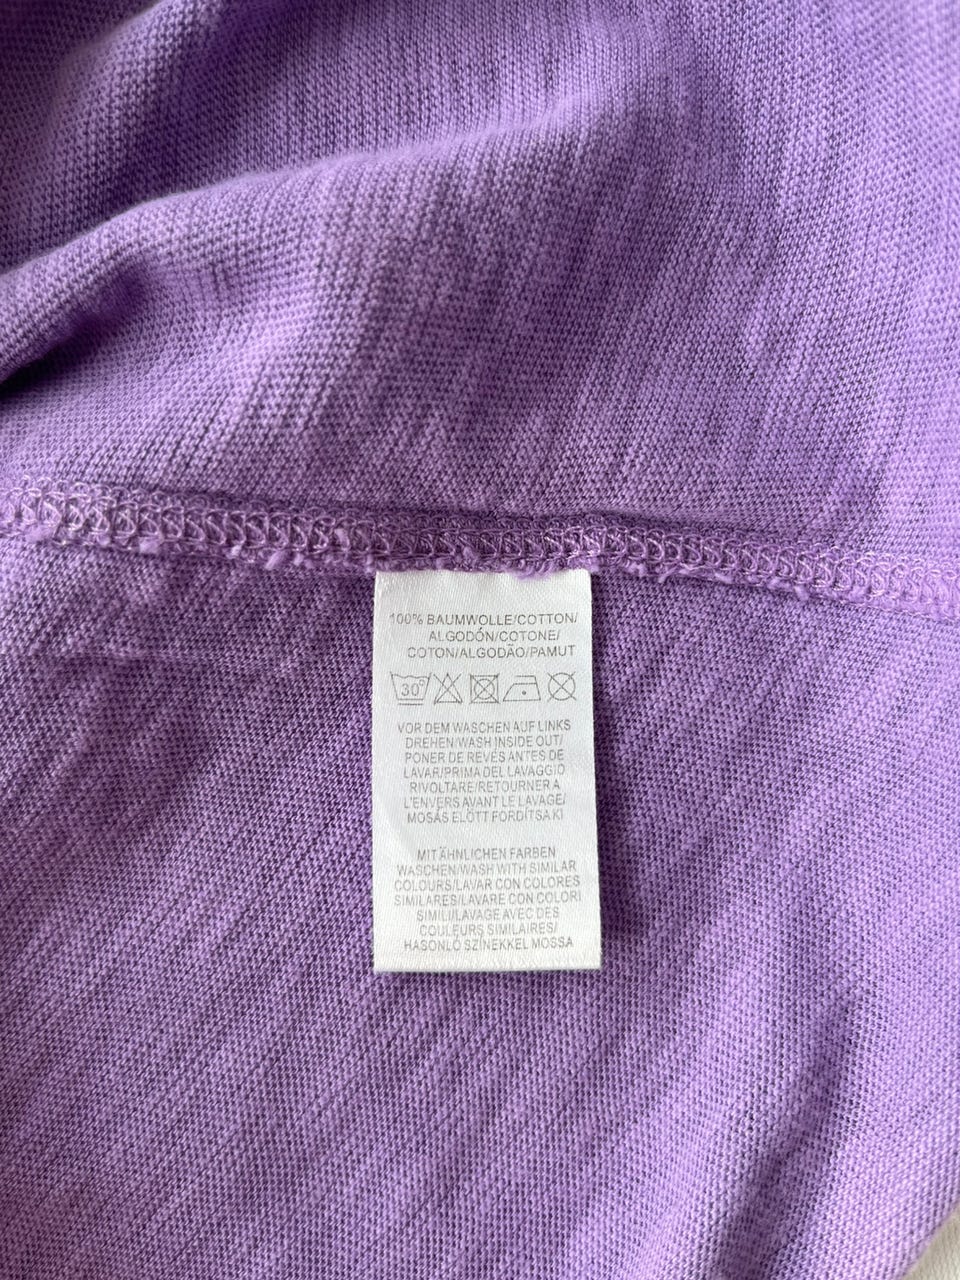 100% BAUMWOLLE/COTTON/
ALGODÓN/COTONE/
COTON/ALGODÃO/PAMUT
30°
VOR DEM WASCHEN AUF LINKS
DREHEN/WASH INSIDE OUT/
PONER DE REVÉS ANTES DE
LAVAR/PRIMA DEL LAVAGGIO
RIVOLTARE/RETOURNER A
L'ENVERS AVANT LE LAVAGE/
MOSÁS ELÖTT FORDÍTSA KI
MIT ÄHNLICHEN FARBEN
WASCHEN/WASH WITH SIMILAR
COLOURS/LAVAR CON COLORES
SIMILARES/LAVARE CON COLORI
SIMILI/LAVAGE AVEC DES
COULEURS SIMILAIRES/
HASONLÓ SZÍNEKKEL MOSSA